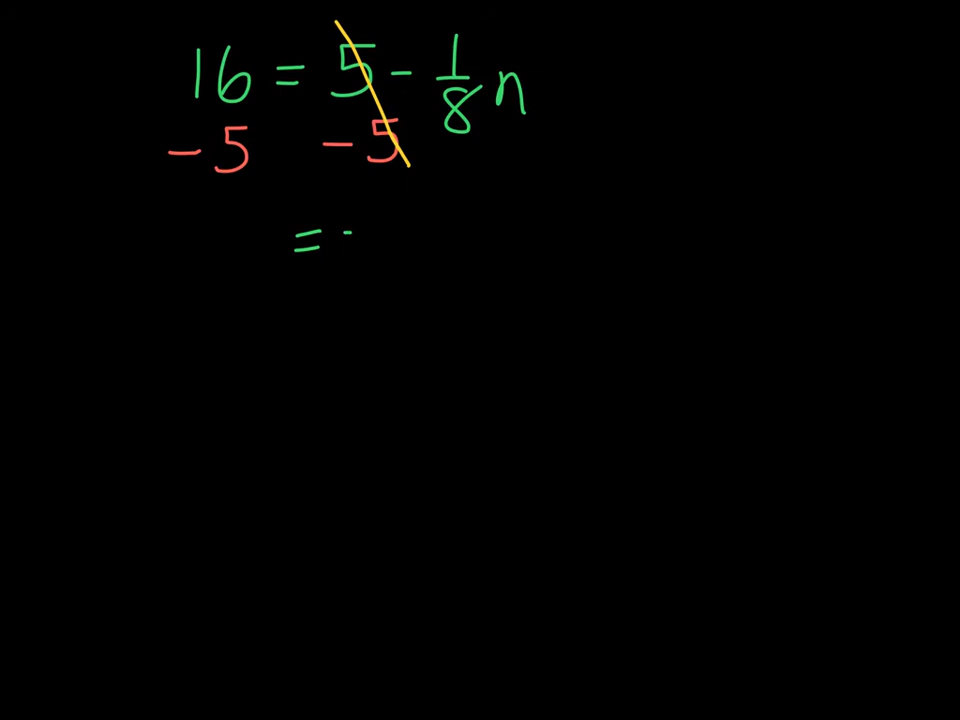 16 = 5 - 1/8 n
- 5 - 5
= -